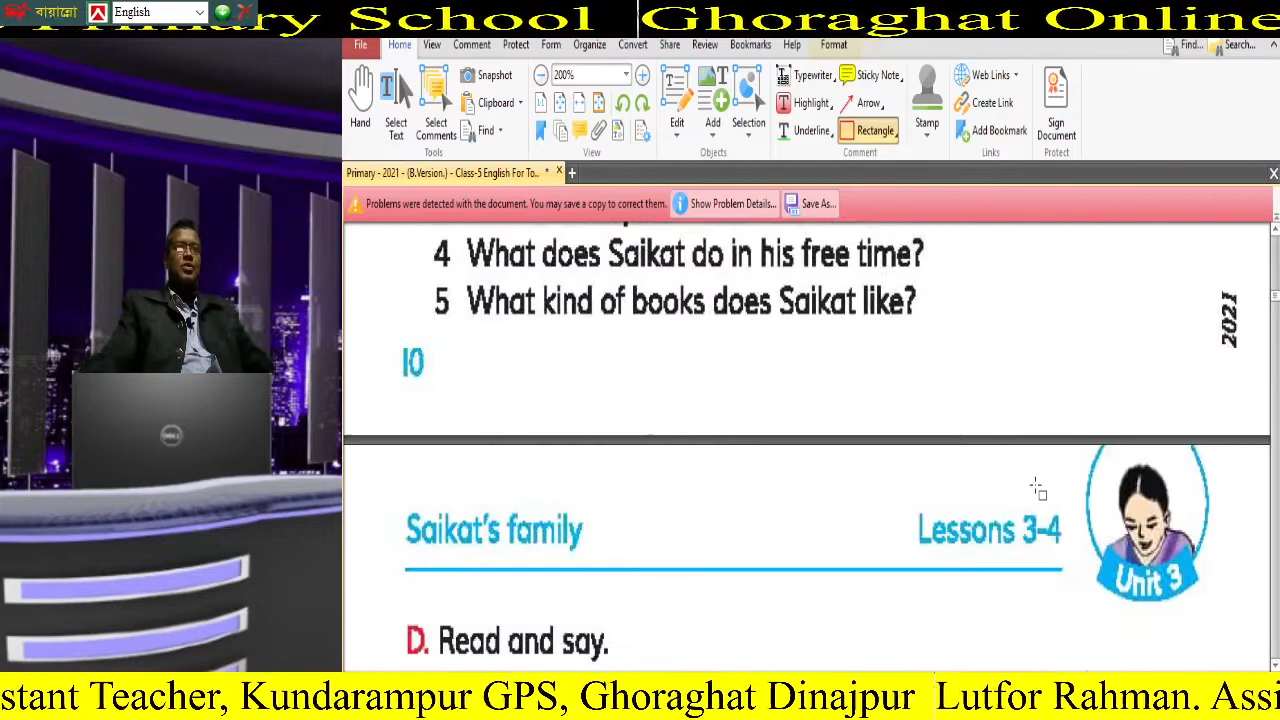 বায়ান্নো English
Primary School Ghoraghat Online
File Home View Comment Protect Form Organize Convert Share Review Bookmarks Help Format Find... Search...
Hand
Select Text
Select Comments
Snapshot
Clipboard
Find
Tools
200%
View
Edit
Add
Selection
Objects
Typewriter
Sticky Note
Highlight
Arrow
Underline
Rectangle
Comment
Stamp
Web Links
Create Link
Add Bookmark
Links
Sign Document
Protect
Primary - 2021 - (B.Version.) - Class-5 English For To..
Problems were detected with the document. You may save a copy to correct them. Show Problem Details... Save As...
4 What does Saikat do in his free time?
5 What kind of books does Saikat like?
10
2021
Saikat's family Lessons 3-4
Unit 3
D. Read and say.
DELL
stant Teacher, Kundarampur GPS, Ghoraghat Dinajpur Lutfor Rahman. Assi